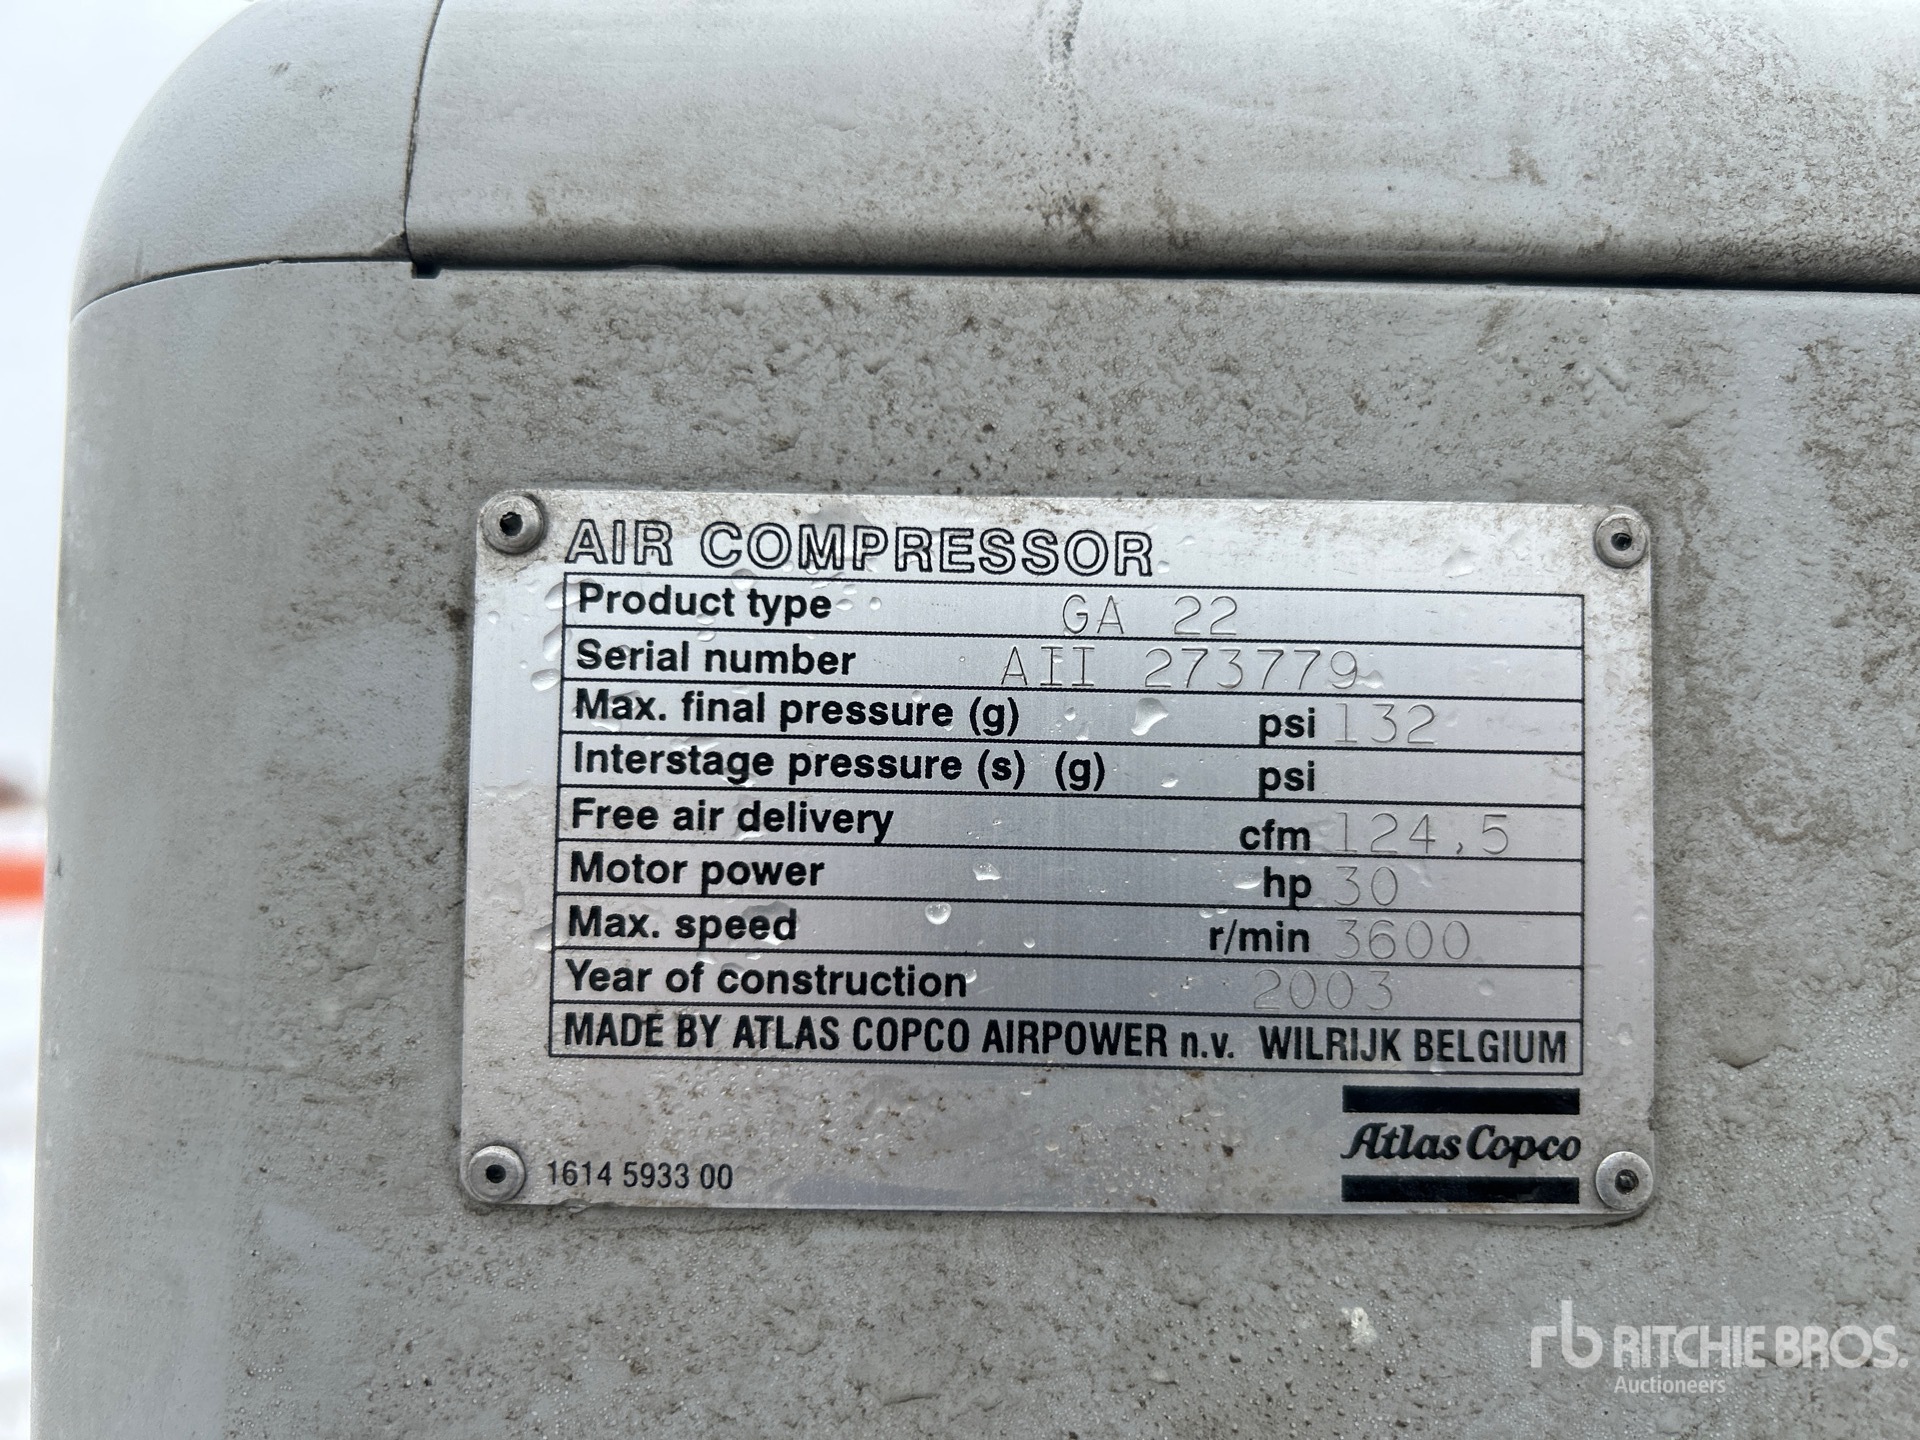 AIR COMPRESSOR
Product type GA 22
Serial number AII 273779
Max. final pressure (g) psi 132
Interstage pressure (s) (g) psi
Free air delivery cfm 124,5
Motor power hp 30
Max. speed r/min 3600
Year of construction 2003
MADE BY ATLAS COPCO AIRPOWER n.v. WILRIJK BELGIUM
Atlas Copco
1614 5933 00
rb RITCHIE BROS.
Auctioneers